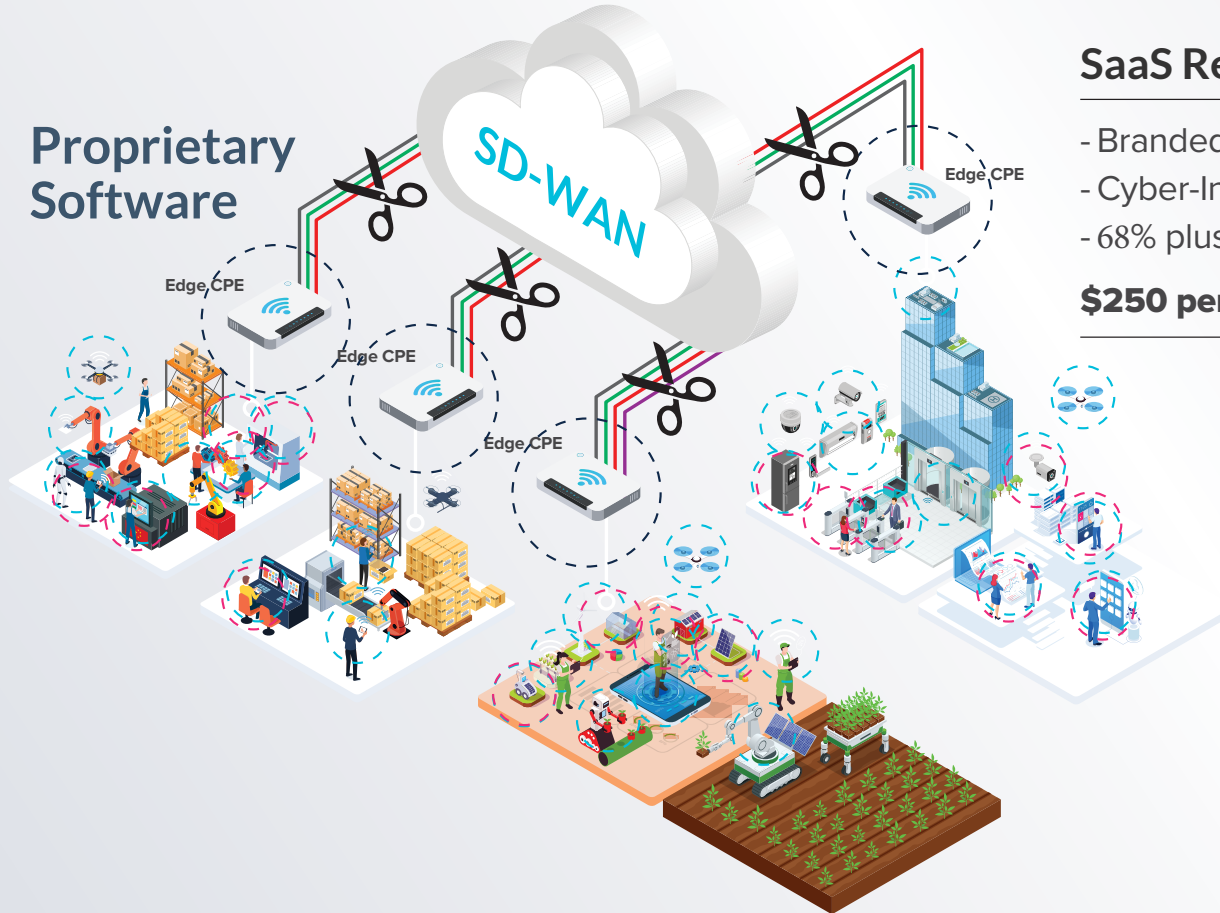 Proprietary
Software
SD-WAN
Edge CPE
Edge CPE
Edge CPE
Edge CPE
SaaS Re
- Branded
- Cyber-In
- 68% plus
$250 per